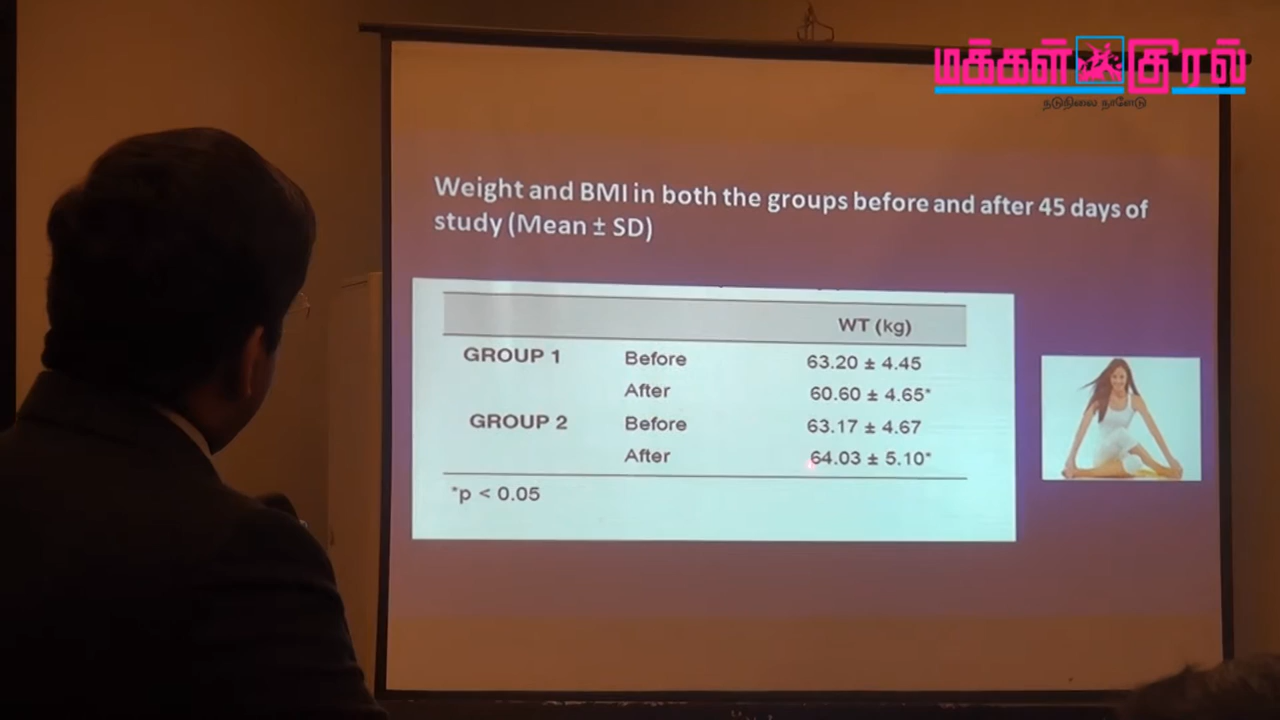 மக்கள் குரல்
நடுநிலை நாளேடு
Weight and BMI in both the groups before and after 45 days of
study (Mean ± SD)
WT (kg)
GROUP 1 Before 63.20 ± 4.45
After 60.60 ± 4.65*
GROUP 2 Before 63.17 ± 4.67
After 64.03 ± 5.10*
*p < 0.05